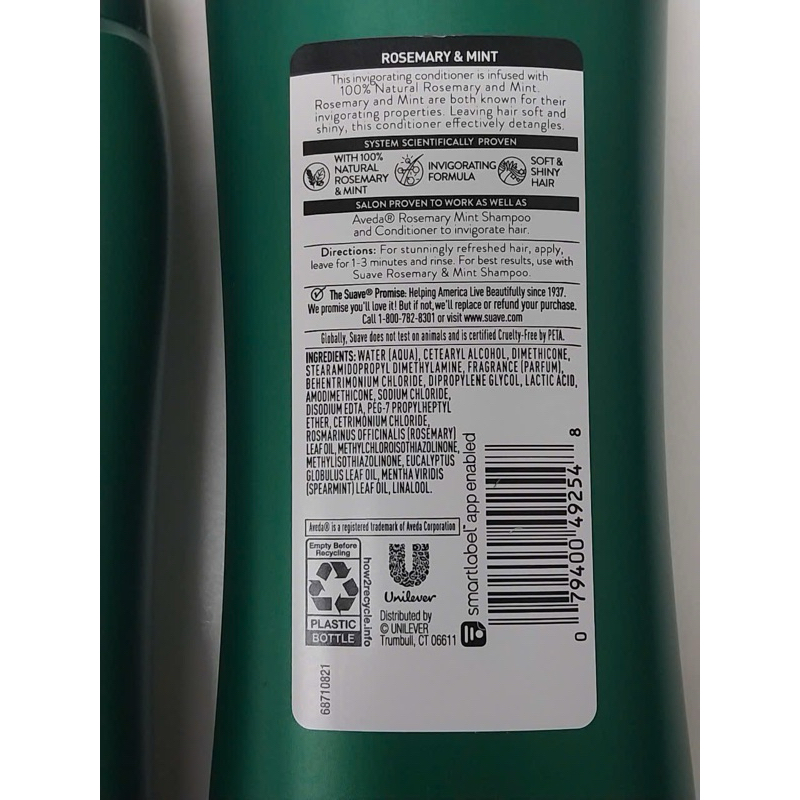 ROSEMARY & MINT
This invigorating conditioner is infused with
100% Natural Rosemary and Mint.
Rosemary and Mint are both known for their
invigorating properties. Leaving hair soft and
shiny, this conditioner effectively detangles.
SYSTEM SCIENTIFICALLY PROVEN
WITH 100%
NATURAL
ROSEMARY
& MINT
INVIGORATING
FORMULA
SOFT &
SHINY
HAIR
SALON PROVEN TO WORK AS WELL AS
Aveda® Rosemary Mint Shampoo
and Conditioner to invigorate hair.
Directions: For stunningly refreshed hair, apply,
leave for 1-3 minutes and rinse. For best results, use with
Suave Rosemary & Mint Shampoo.
The Suave® Promise: Helping America Live Beautifully since 1937.
We promise you'll love it! But if not, we'll replace or refund your purchase.
Call 1-800-782-8301 or visit www.suave.com
Globally, Suave does not test on animals and is certified Cruelty-Free by PETA.
INGREDIENTS: WATER (AQUA), CETEARYL ALCOHOL, DIMETHICONE,
STEARAMIDOPROPYL DIMETHYLAMINE, FRAGRANCE (PARFUM),
BEHENTRIMONIUM CHLORIDE, DIPROPYLENE GLYCOL, LACTIC ACID,
AMODIMETHICONE, SODIUM CHLORIDE,
DISODIUM EDTA, PEG-7 PROPYLHEPTYL
ETHER, CETRIMONIUM CHLORIDE,
ROSMARINUS OFFICINALIS (ROSEMARY)
LEAF OIL, METHYLCHLOROISOTHIAZOLINONE,
METHYLISOTHIAZOLINONE, EUCALYPTUS
GLOBULUS LEAF OIL, MENTHA VIRIDIS
(SPEARMINT) LEAF OIL, LINALOOL.
Aveda® is a registered trademark of Aveda Corporation
Empty Before
Recycling
PLASTIC
BOTTLE
how2recycle.info
Unilever
Distributed by
© UNILEVER
Trumbull, CT 06611
smartlabel™ app enabled
0 79400 49254 8
68710821